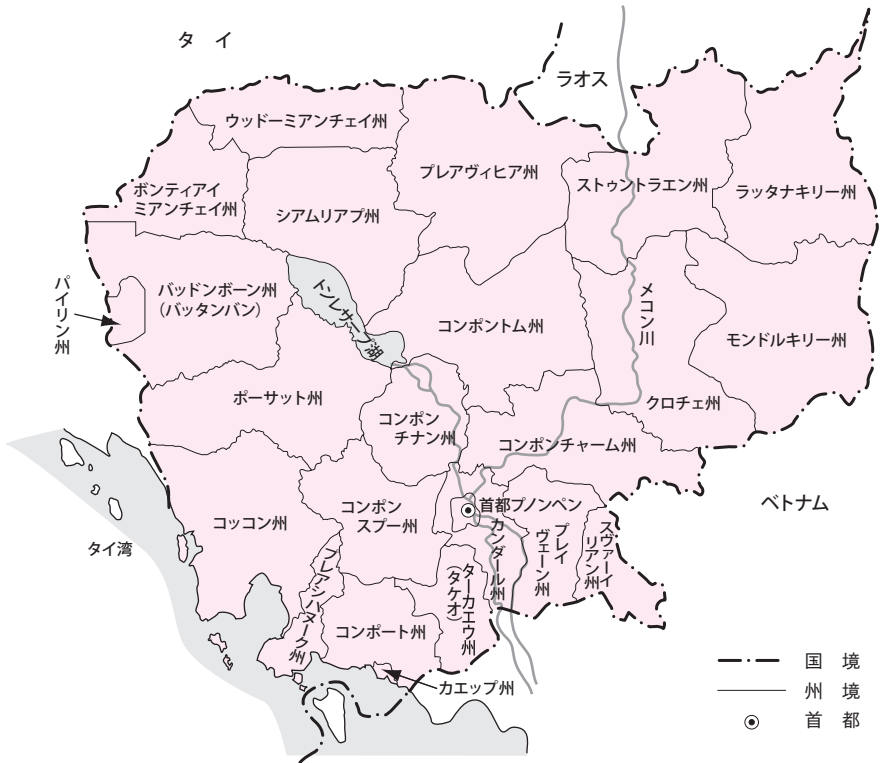 タイ
ラオス
ウッドーミアンチェイ州
プレアヴィヒア州
ストゥントラエン州
ラッタナキリー州
ボンティアイ
ミアンチェイ州
シアムリアプ州
バッドンボーン州
（バッタンバン）
パイリン州
トンレサープ湖
コンポントム州
メコン川
モンドルキリー州
ポーサット州
コンポン
チナン州
クロチェ州
コンポンチャーム州
コッコン州
コンポン
スプー州
首都プノンペン
カンダール州
プレイ
ヴェーン州
スヴァーイ
リアン州
ベトナム
タイ湾
プレアシハヌーク州
コンポート州
ターカエウ州
（タケオ）
カエップ州
国境
州境
首都